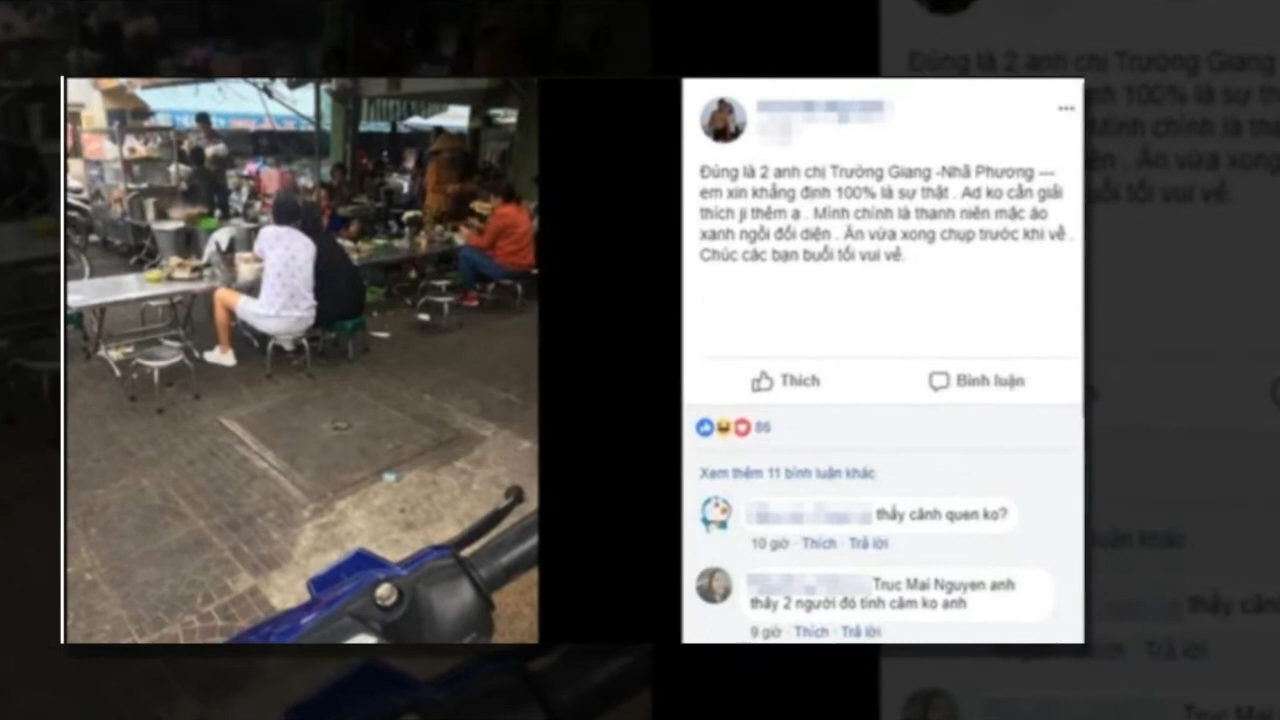 Đúng là 2 anh chị Trường Giang -Nhã Phương —
em xin khẳng định 100% là sự thật . Ad ko cần giải
thích ji thêm ạ . Mình chính là thanh niên mặc áo
xanh ngồi đối diện . Ăn vừa xong chụp trước khi về .
Chúc các bạn buổi tối vui vẻ.
Thích Bình luận
86
Xem thêm 11 bình luận khác
thấy cảnh quen ko?
10 giờ · Thích · Trả lời
Truc Mai Nguyen anh
thấy 2 người đó tình cảm ko anh
9 giờ · Thích · Trả lời